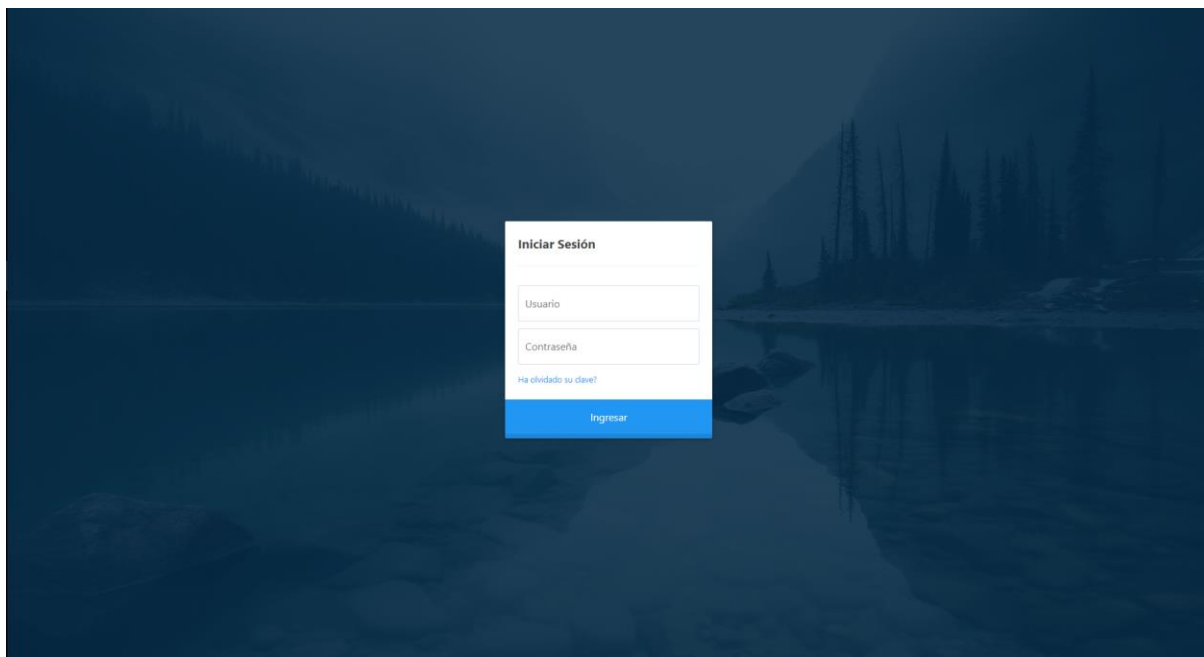 Iniciar Sesión
Usuario
Contraseña
Ha olvidado su clave?
Ingresar